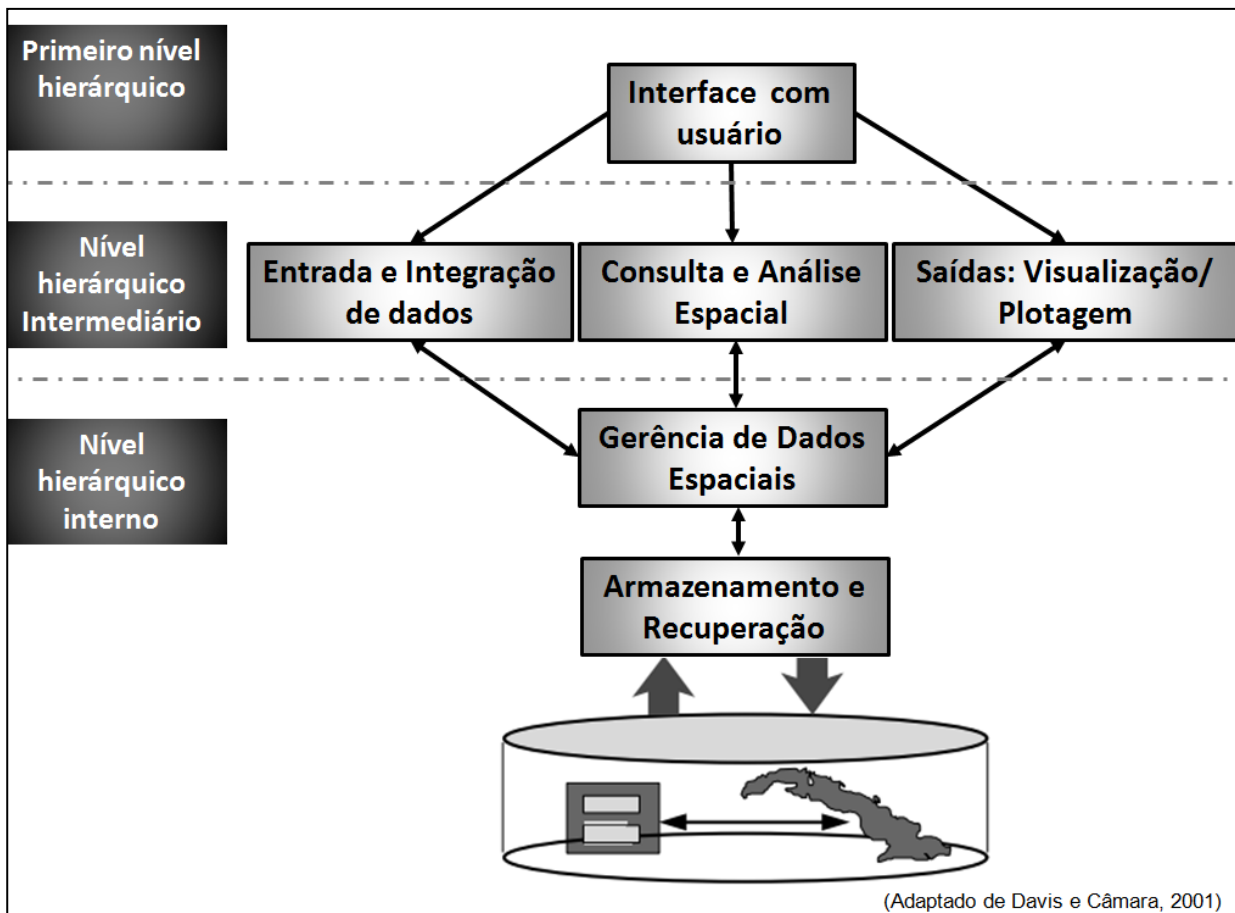 Primeiro nível
hierárquico
Interface com
usuário
Nível
hierárquico
Intermediário
Entrada e Integração
de dados
Consulta e Análise
Espacial
Saídas: Visualização/
Plotagem
Nível
hierárquico
interno
Gerência de Dados
Espaciais
Armazenamento e
Recuperação
(Adaptado de Davis e Câmara, 2001)